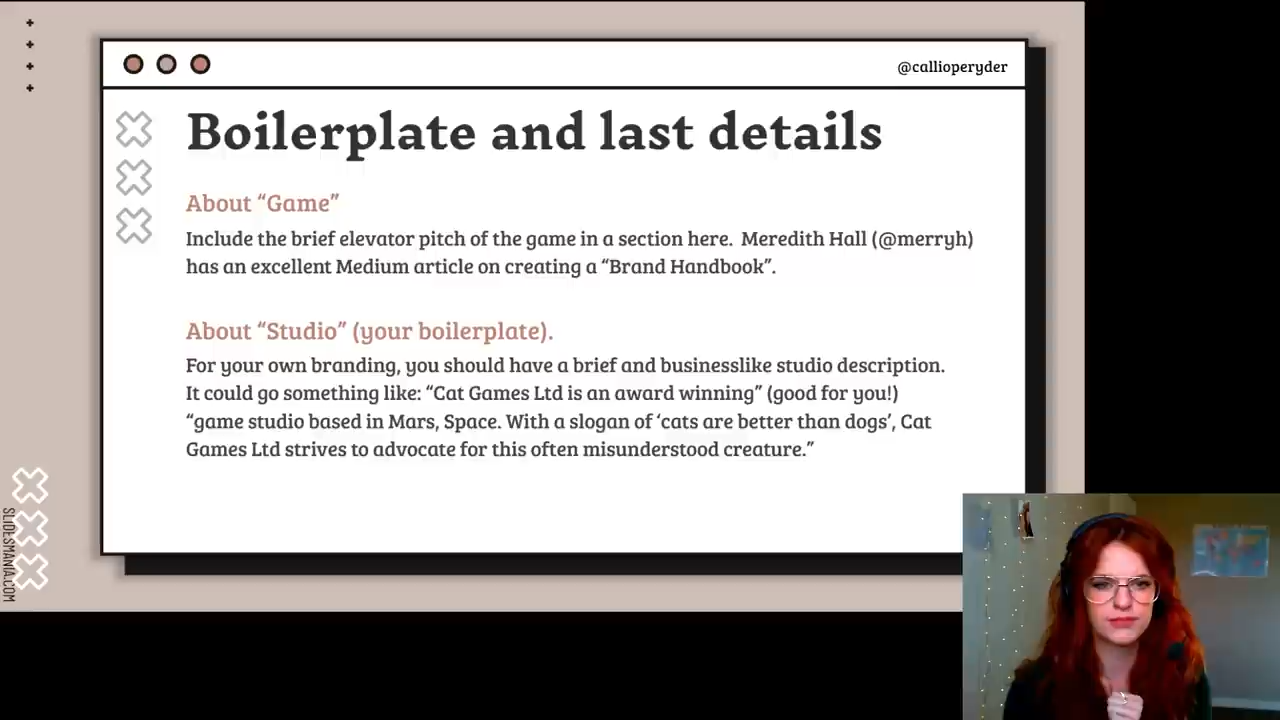 @callioperyder
Boilerplate and last details
About “Game”
Include the brief elevator pitch of the game in a section here.  Meredith Hall (@merryh)
has an excellent Medium article on creating a “Brand Handbook”.
About “Studio” (your boilerplate).
For your own branding, you should have a brief and businesslike studio description.
It could go something like: “Cat Games Ltd is an award winning” (good for you!)
“game studio based in Mars, Space. With a slogan of ‘cats are better than dogs’, Cat
Games Ltd strives to advocate for this often misunderstood creature.”
SLIDESMANIA.COM